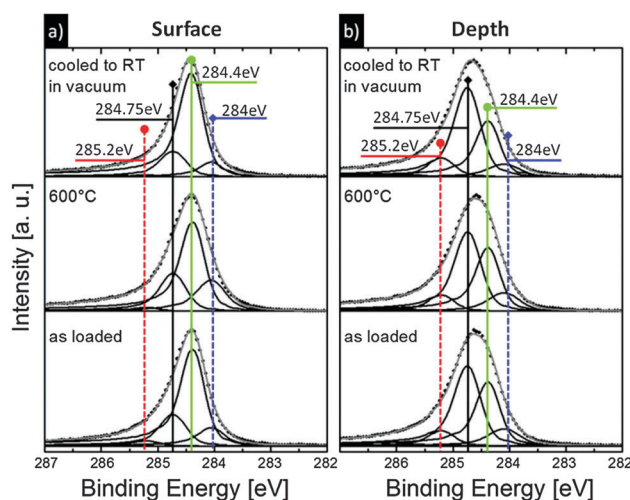 a) Surface
cooled to RT
in vacuum
284.4eV
284.75eV
284eV
285.2eV
600°C
as loaded
287 286 285 284 283 282
Binding Energy [eV]
Intensity [a. u.]
b) Depth
cooled to RT
in vacuum
284.4eV
284.75eV
284eV
285.2eV
600°C
as loaded
286 285 284 283 282
Binding Energy [eV]